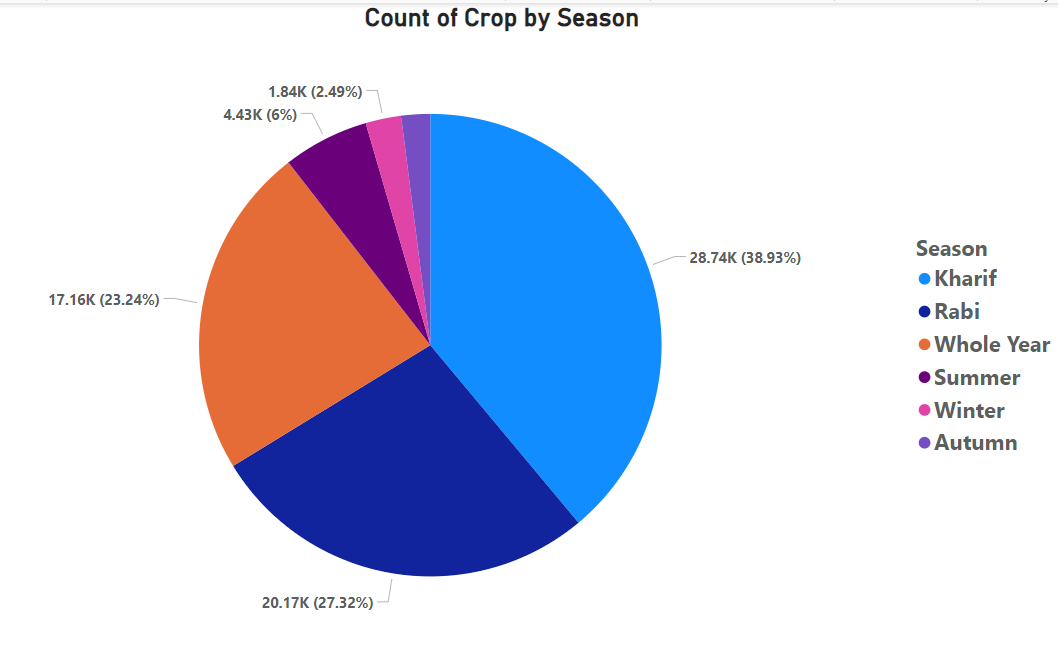 Count of Crop by Season
1.84K (2.49%)
4.43K (6%)
28.74K (38.93%)
17.16K (23.24%)
20.17K (27.32%)
Season
Kharif
Rabi
Whole Year
Summer
Winter
Autumn